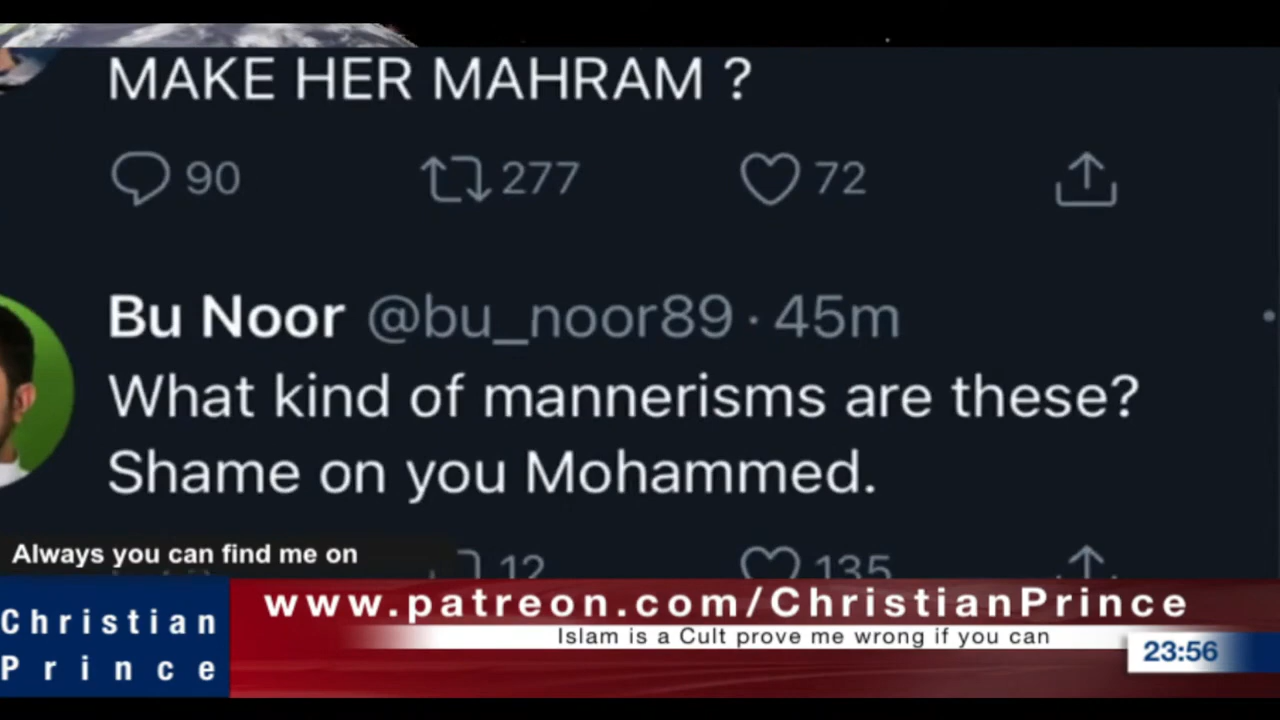 MAKE HER MAHRAM ?
90 277 72
Bu Noor @bu_noor89 · 45m
What kind of mannerisms are these?
Shame on you Mohammed.
12 135
Always you can find me on
www.patreon.com/ChristianPrince
Islam is a Cult prove me wrong if you can
Christian
Prince
23:56